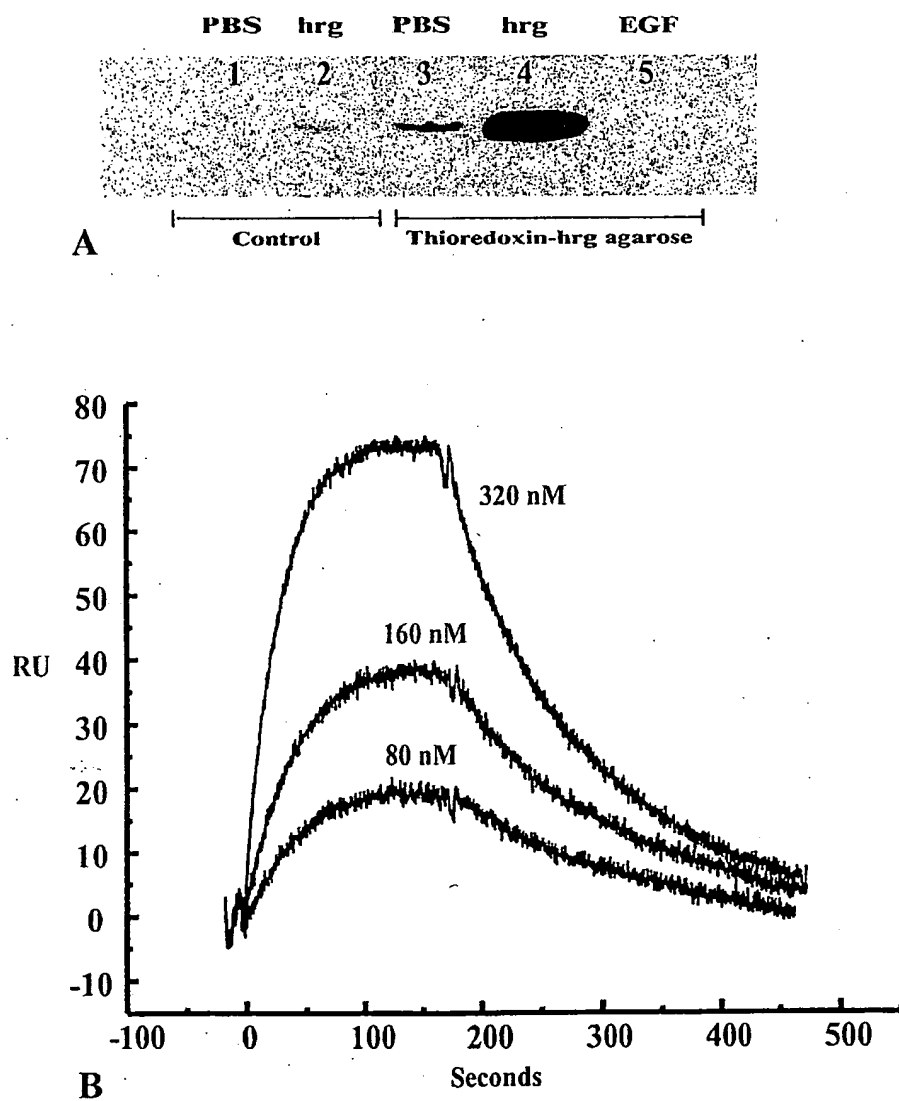 PBS hrg PBS hrg EGF
1 2 3 4 5
Control Thioredoxin-hrg agarose
A
80
70
60
50
40
30
20
10
0
-10
RU
320 nM
160 nM
80 nM
-100 0 100 200 300 400 500
Seconds
B